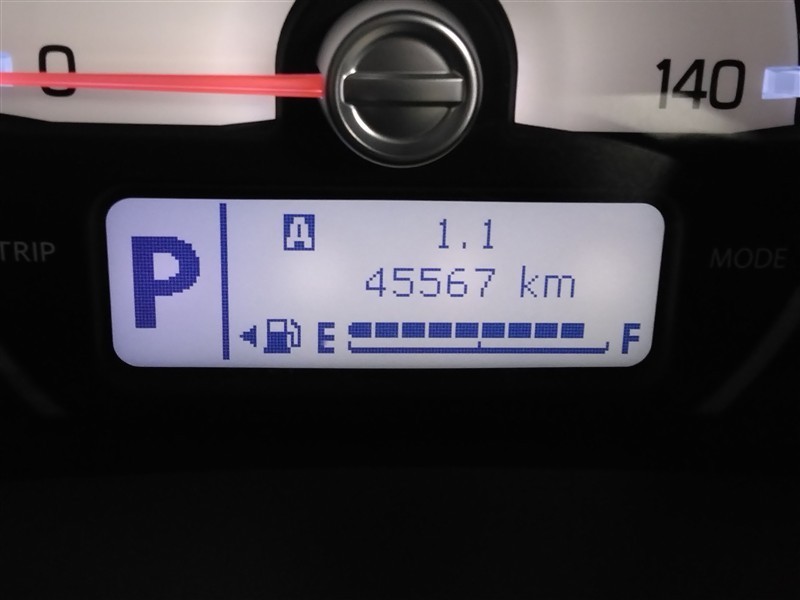 0
140
TRIP
MODE
P
A 1.1
45567 km
E F